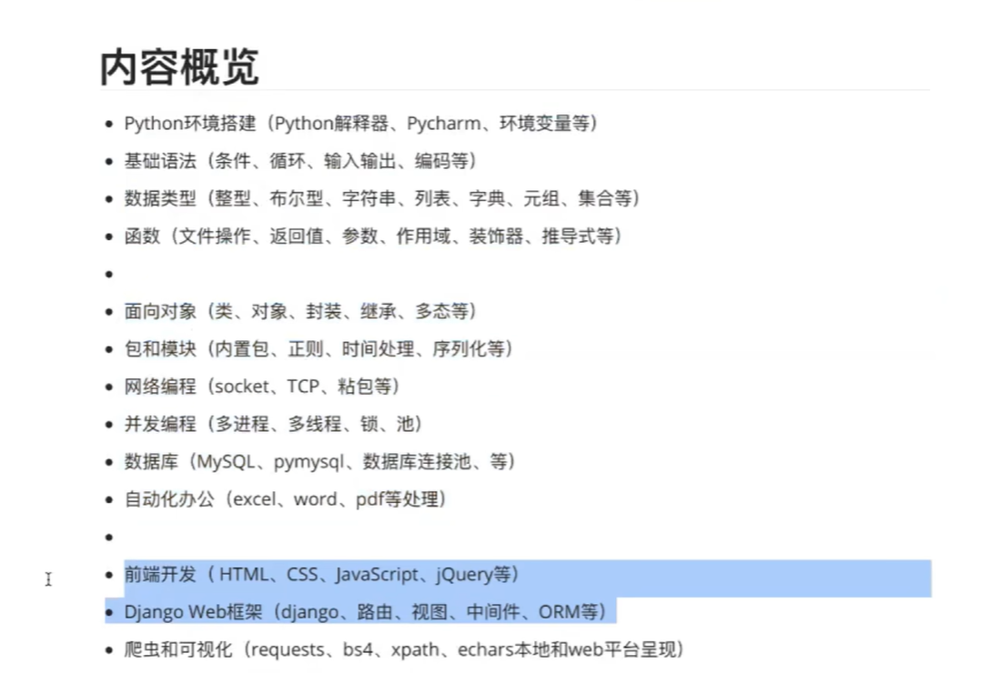 内容概览
Python环境搭建（Python解释器、Pycharm、环境变量等）
基础语法（条件、循环、输入输出、编码等）
数据类型（整型、布尔型、字符串、列表、字典、元组、集合等）
函数（文件操作、返回值、参数、作用域、装饰器、推导式等）
面向对象（类、对象、封装、继承、多态等）
包和模块（内置包、正则、时间处理、序列化等）
网络编程（socket、TCP、粘包等）
并发编程（多进程、多线程、锁、池）
数据库（MySQL、pymysql、数据库连接池、等）
自动化办公（excel、word、pdf等处理）
前端开发（ HTML、CSS、JavaScript、jQuery等）
Django Web框架（django、路由、视图、中间件、ORM等）
爬虫和可视化（requests、bs4、xpath、echars本地和web平台呈现）